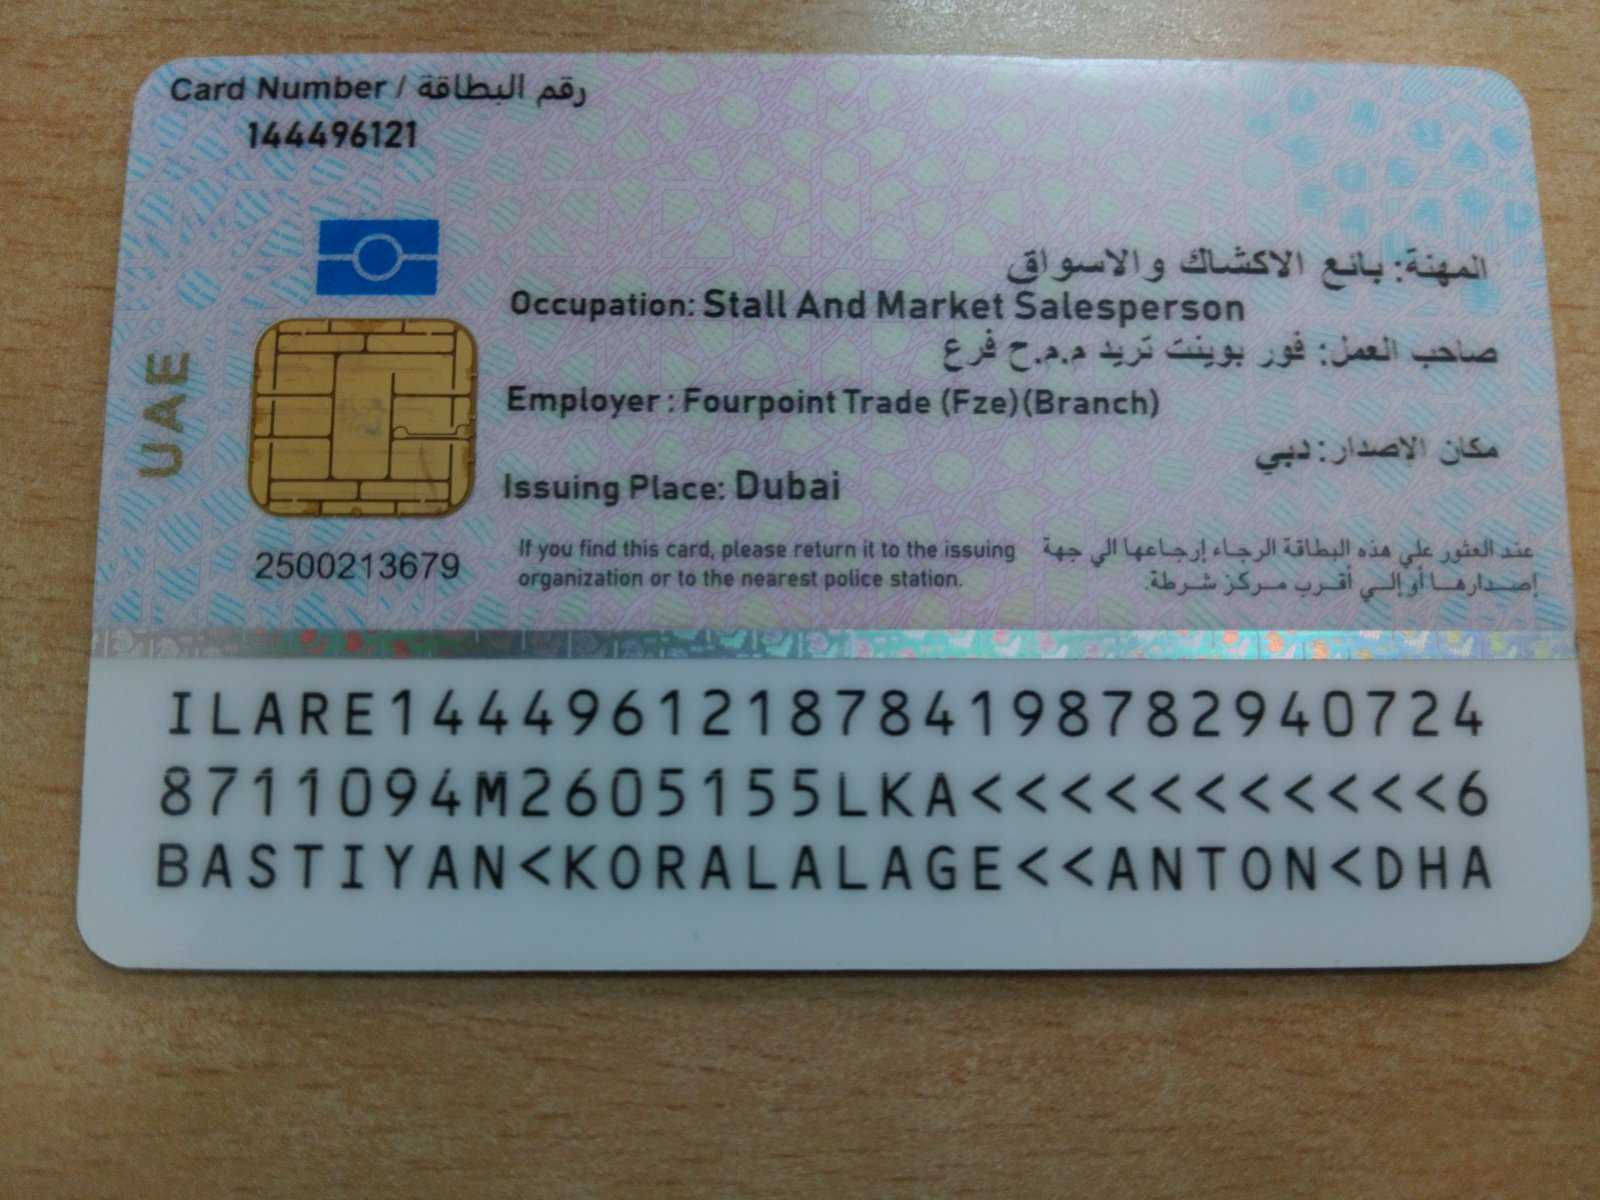 Card Number / رقم البطاقة
144496121
المهنة: بائع الاكشاك والاسواق
Occupation: Stall And Market Salesperson
صاحب العمل: فور بوينت تريد م.م.ح فرع
Employer: Fourpoint Trade (Fze)(Branch)
مكان الاصدار: دبي
Issuing Place: Dubai
UAE
2500213679
If you find this card, please return it to the issuing
organization or to the nearest police station.
عند العثور علي هذه البطاقة الرجاء إرجاعها الي جهة
إصدارها أو إلي أقرب مركز شرطة.
ILARE1444961218784198782940724
8711094M2605155LKA<<<<<<<<<<<6
BASTIYAN<KORALALAGE<<ANTON<DHA